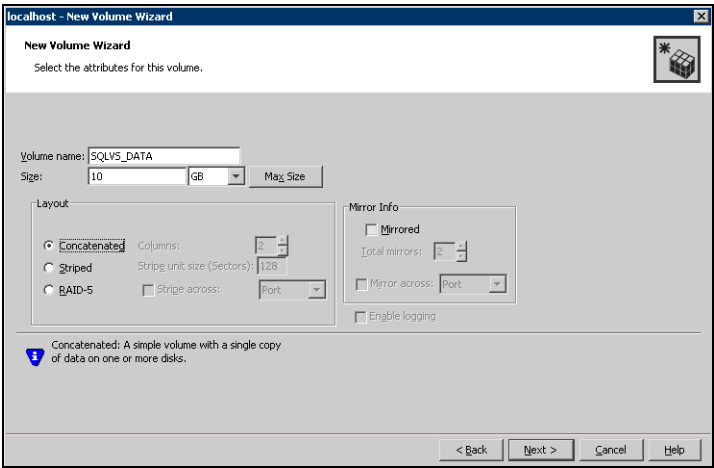 localhost - New Volume Wizard
New Volume Wizard
Select the attributes for this volume.
Volume name: SQLVS_DATA
Size: 10 GB Max Size
Layout
Concatenated Columns: 2
Striped Stripe unit size (Sectors): 128
RAID-5 Stripe across: Port
Mirror Info
Mirrored
Total mirrors: 2
Mirror across: Port
Enable logging
Concatenated: A simple volume with a single copy
of data on one or more disks.
< Back Next > Cancel Help